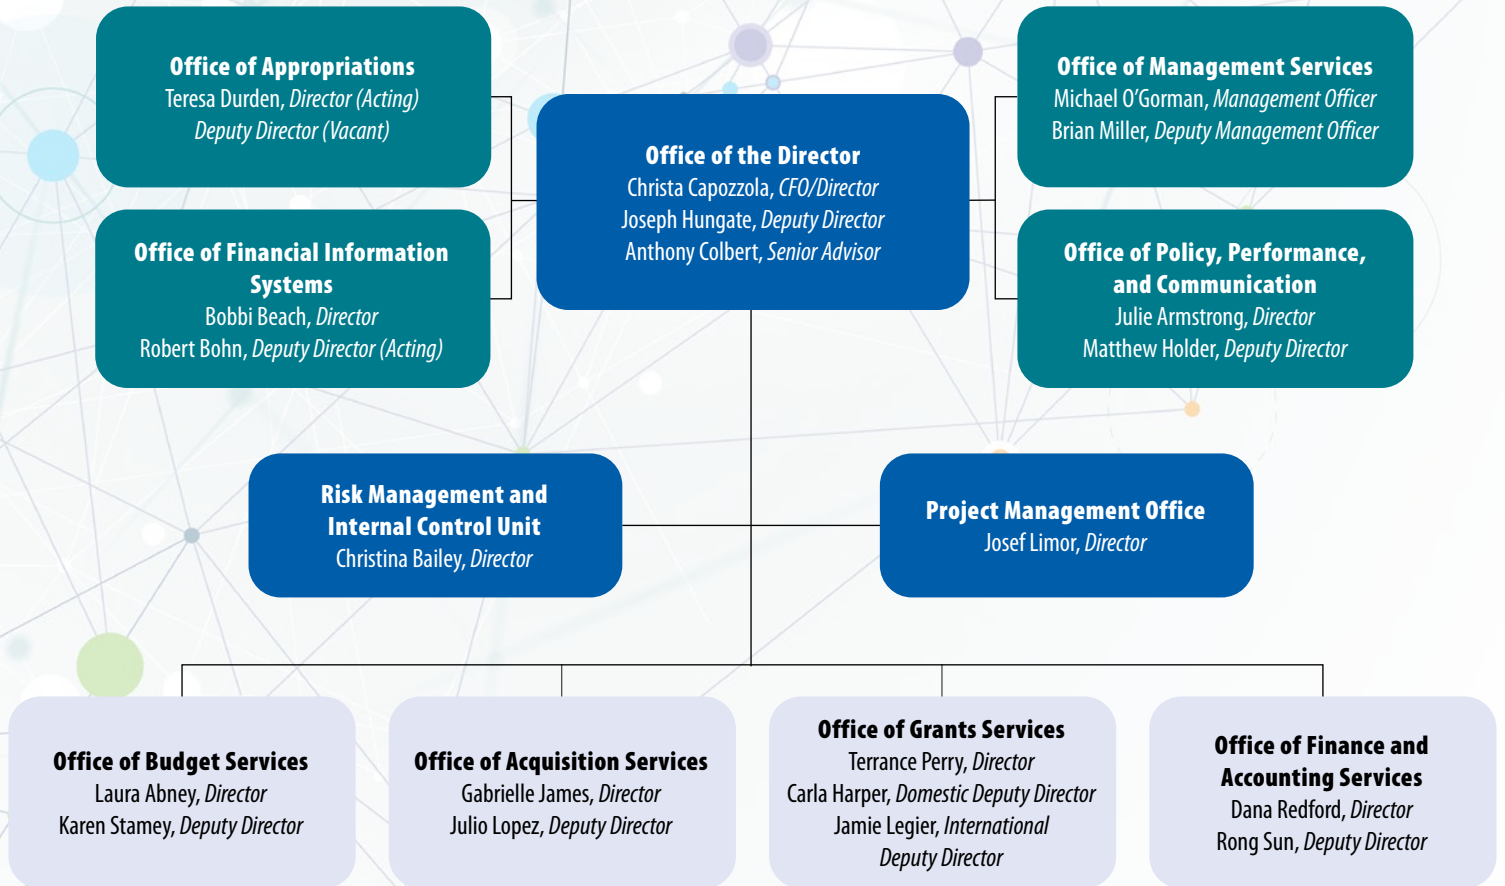 Office of Appropriations
Teresa Durden, Director (Acting)
Deputy Director (Vacant)
Office of Management Services
Michael O’Gorman, Management Officer
Brian Miller, Deputy Management Officer
Office of the Director
Christa Capozzola, CFO/Director
Joseph Hungate, Deputy Director
Anthony Colbert, Senior Advisor
Office of Financial Information
Systems
Bobbi Beach, Director
Robert Bohn, Deputy Director (Acting)
Office of Policy, Performance,
and Communication
Julie Armstrong, Director
Matthew Holder, Deputy Director
Risk Management and
Internal Control Unit
Christina Bailey, Director
Project Management Office
Josef Limor, Director
Office of Budget Services
Laura Abney, Director
Karen Stamey, Deputy Director
Office of Acquisition Services
Gabrielle James, Director
Julio Lopez, Deputy Director
Office of Grants Services
Terrance Perry, Director
Carla Harper, Domestic Deputy Director
Jamie Legier, International
Deputy Director
Office of Finance and
Accounting Services
Dana Redford, Director
Rong Sun, Deputy Director